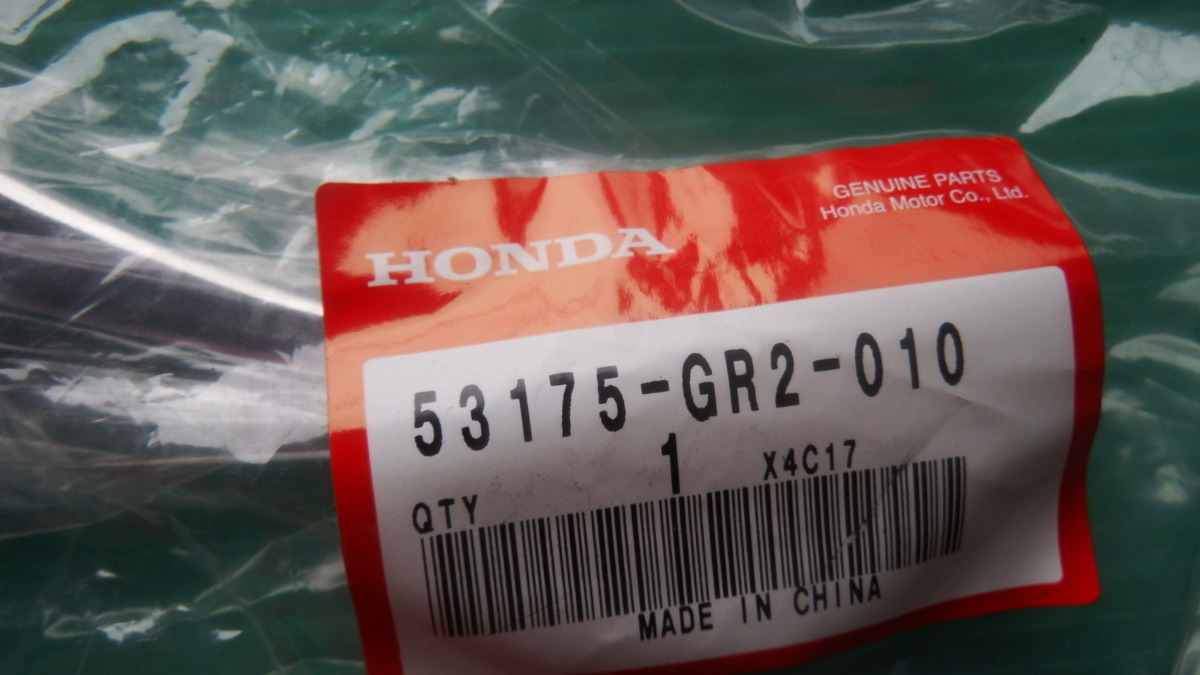 GENUINE PARTS
Honda Motor Co., Ltd.
HONDA
53175-GR2-010
1
X4C17
QTY
MADE IN CHINA